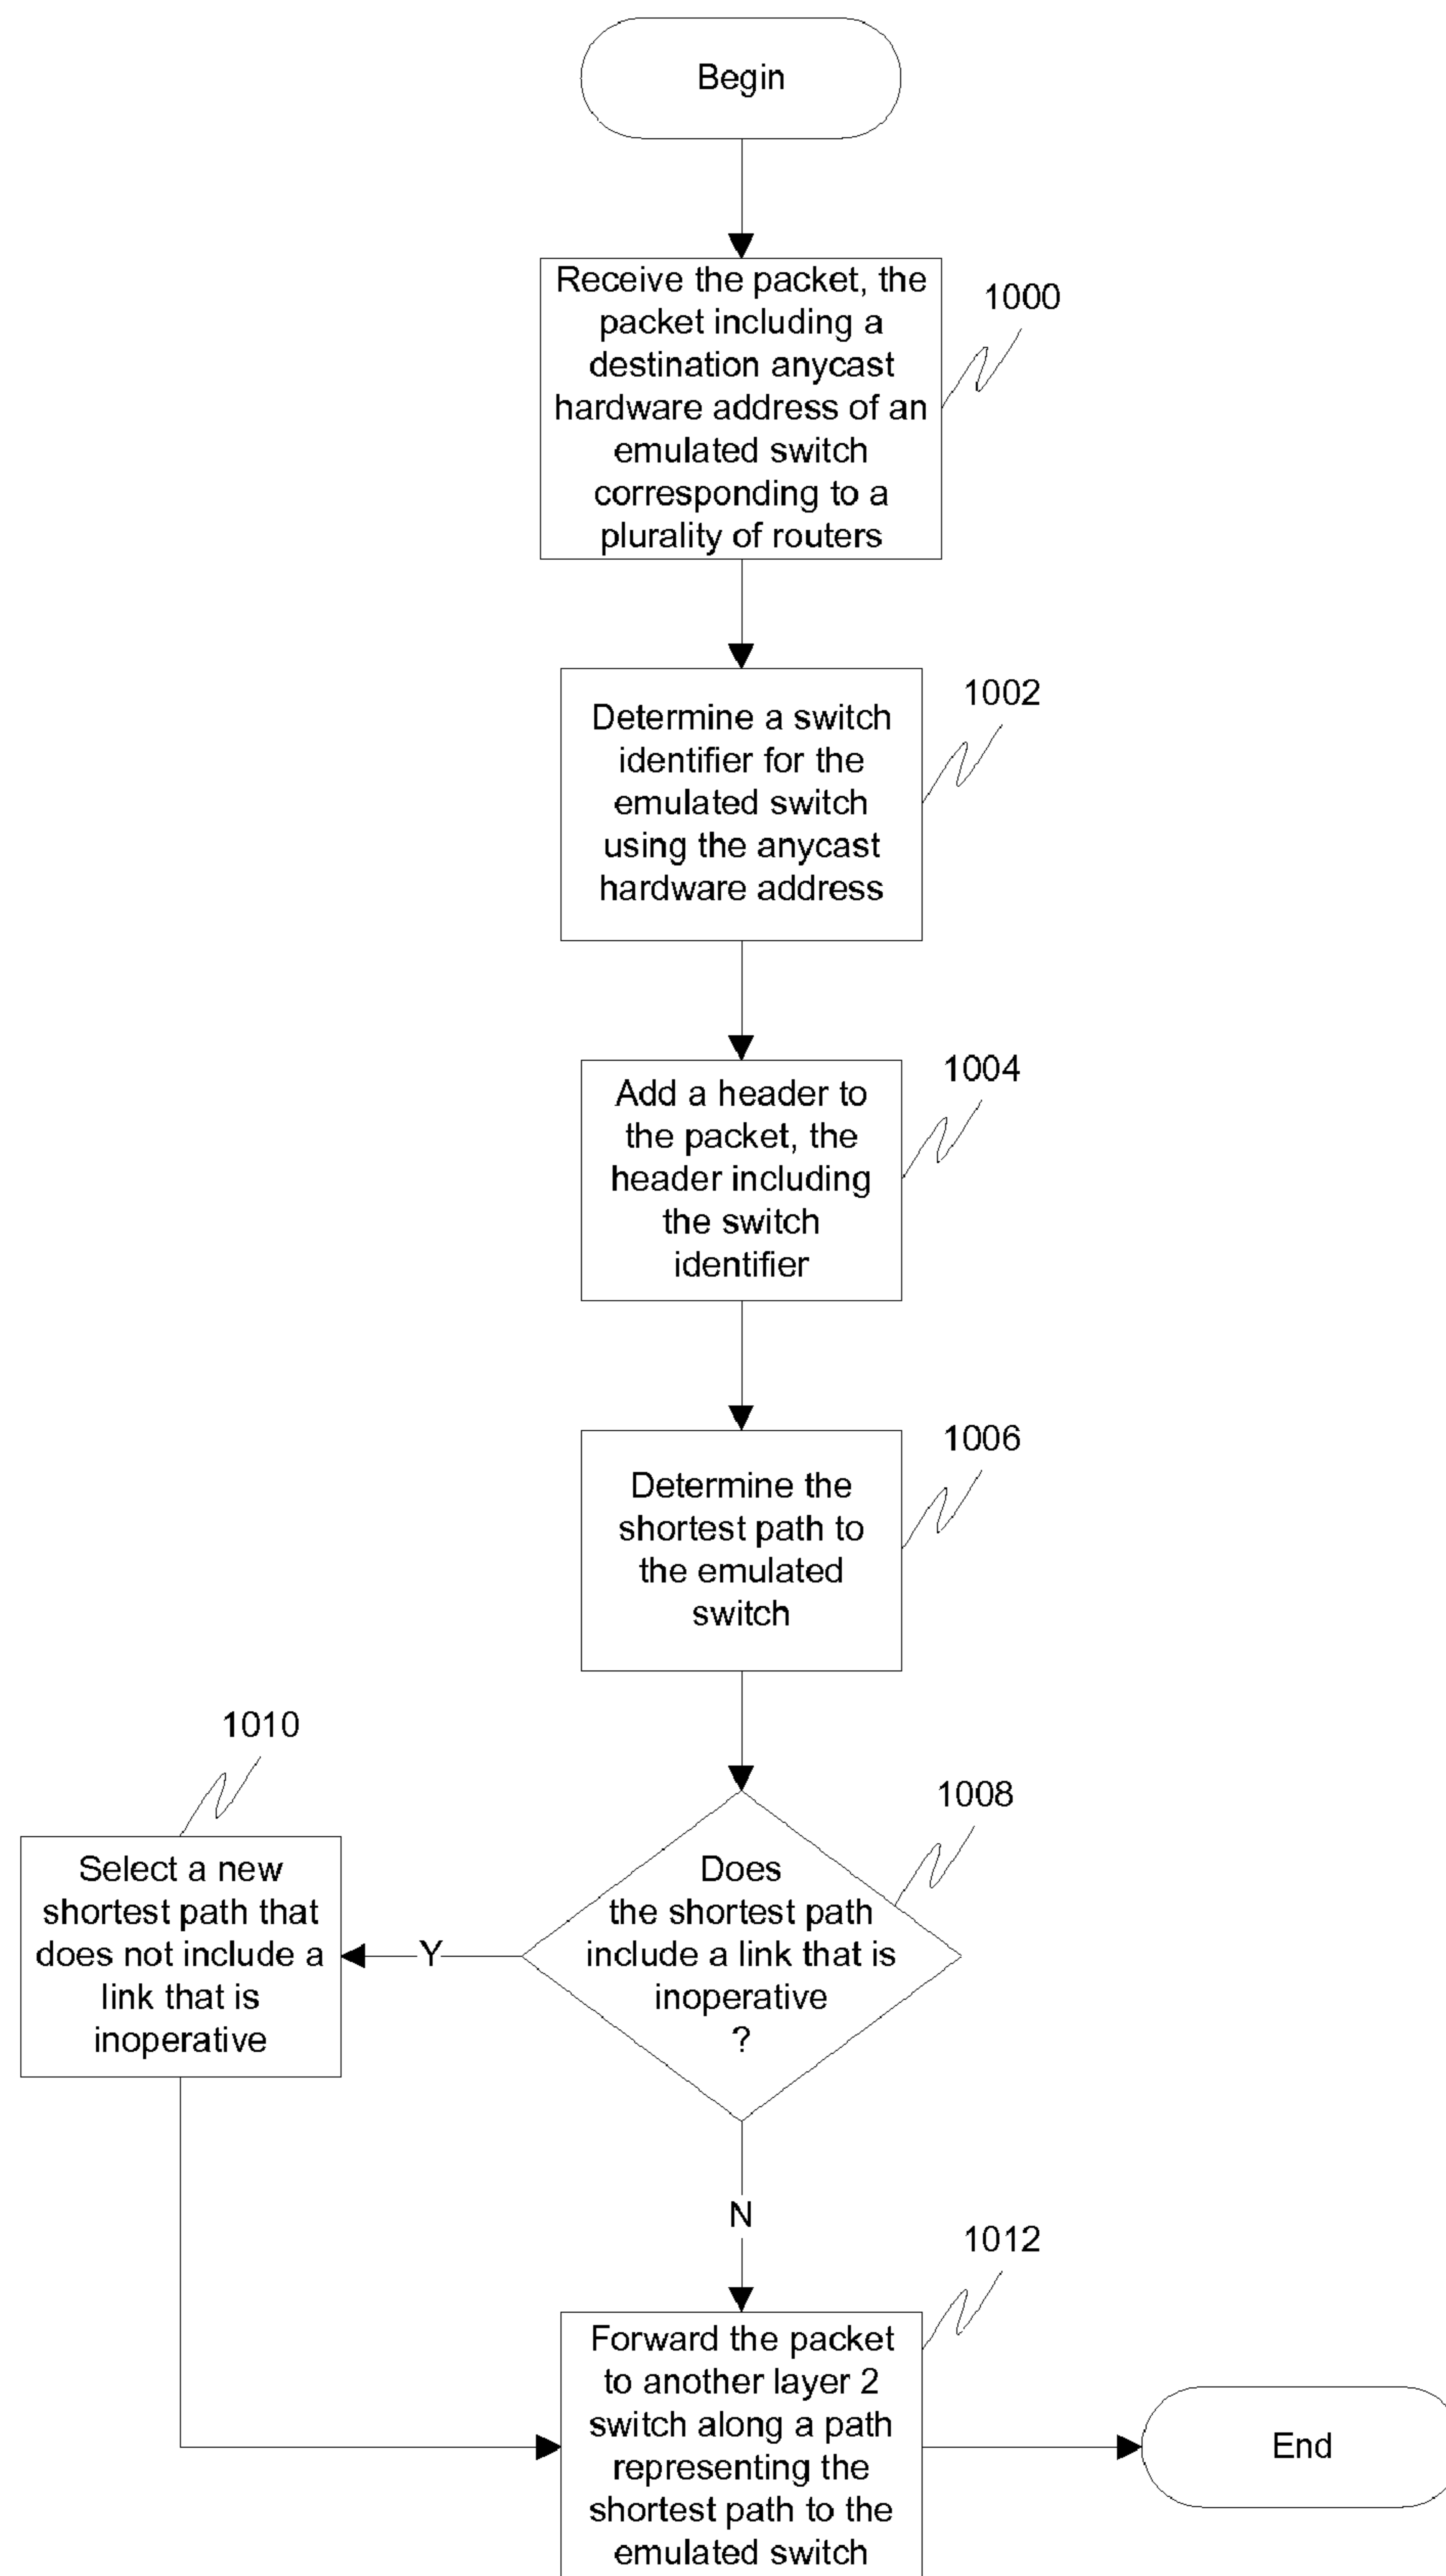 Begin
Receive the packet, the
packet including a
destination anycast
hardware address of an
emulated switch
corresponding to a
plurality of routers
1000
Determine a switch
identifier for the
emulated switch
using the anycast
hardware address
1002
Add a header to
the packet, the
header including
the switch
identifier
1004
Determine the
shortest path to
the emulated
switch
1006
Does
the shortest path
include a link that is
inoperative
?
1008
Y
Select a new
shortest path that
does not include a
link that is
inoperative
1010
N
Forward the packet
to another layer 2
switch along a path
representing the
shortest path to the
emulated switch
1012
End